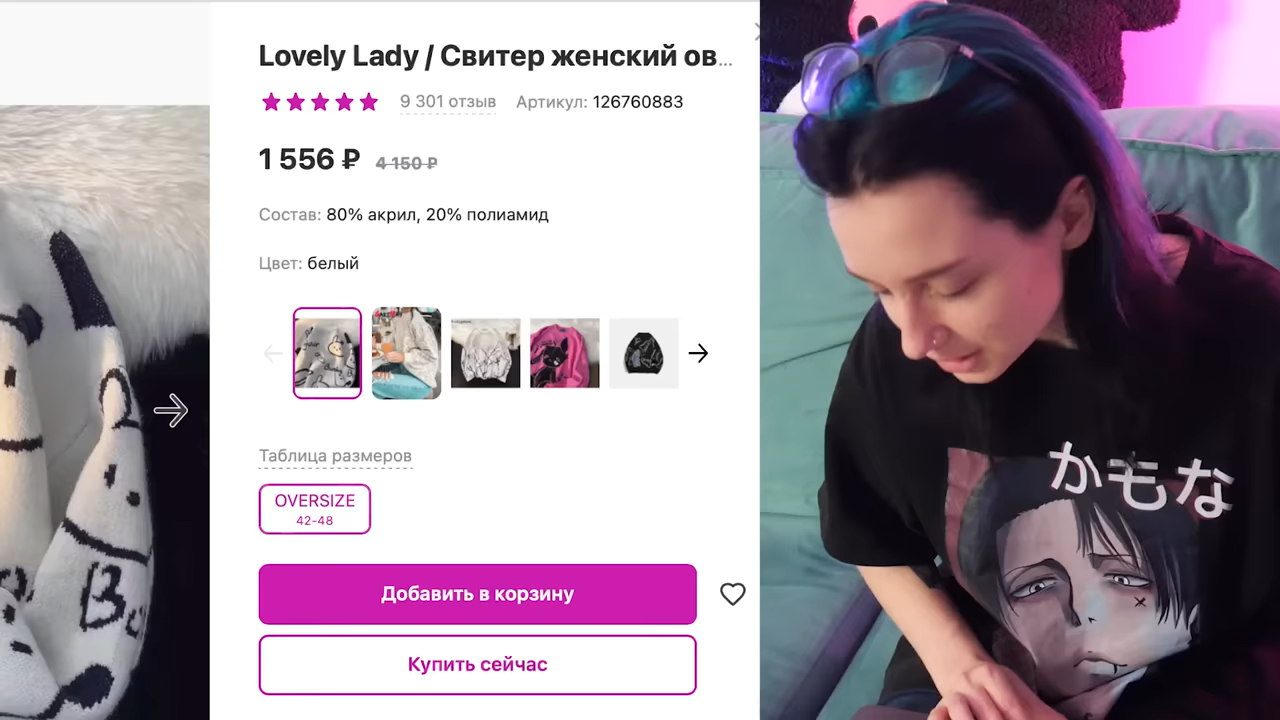 Lovely Lady / Свитер женский ов...
9 301 отзыв Артикул: 126760883
1 556 ₽ 4 150 ₽
Состав: 80% акрил, 20% полиамид
Цвет: белый
Таблица размеров
OVERSIZE
42-48
Добавить в корзину
Купить сейчас
かもな